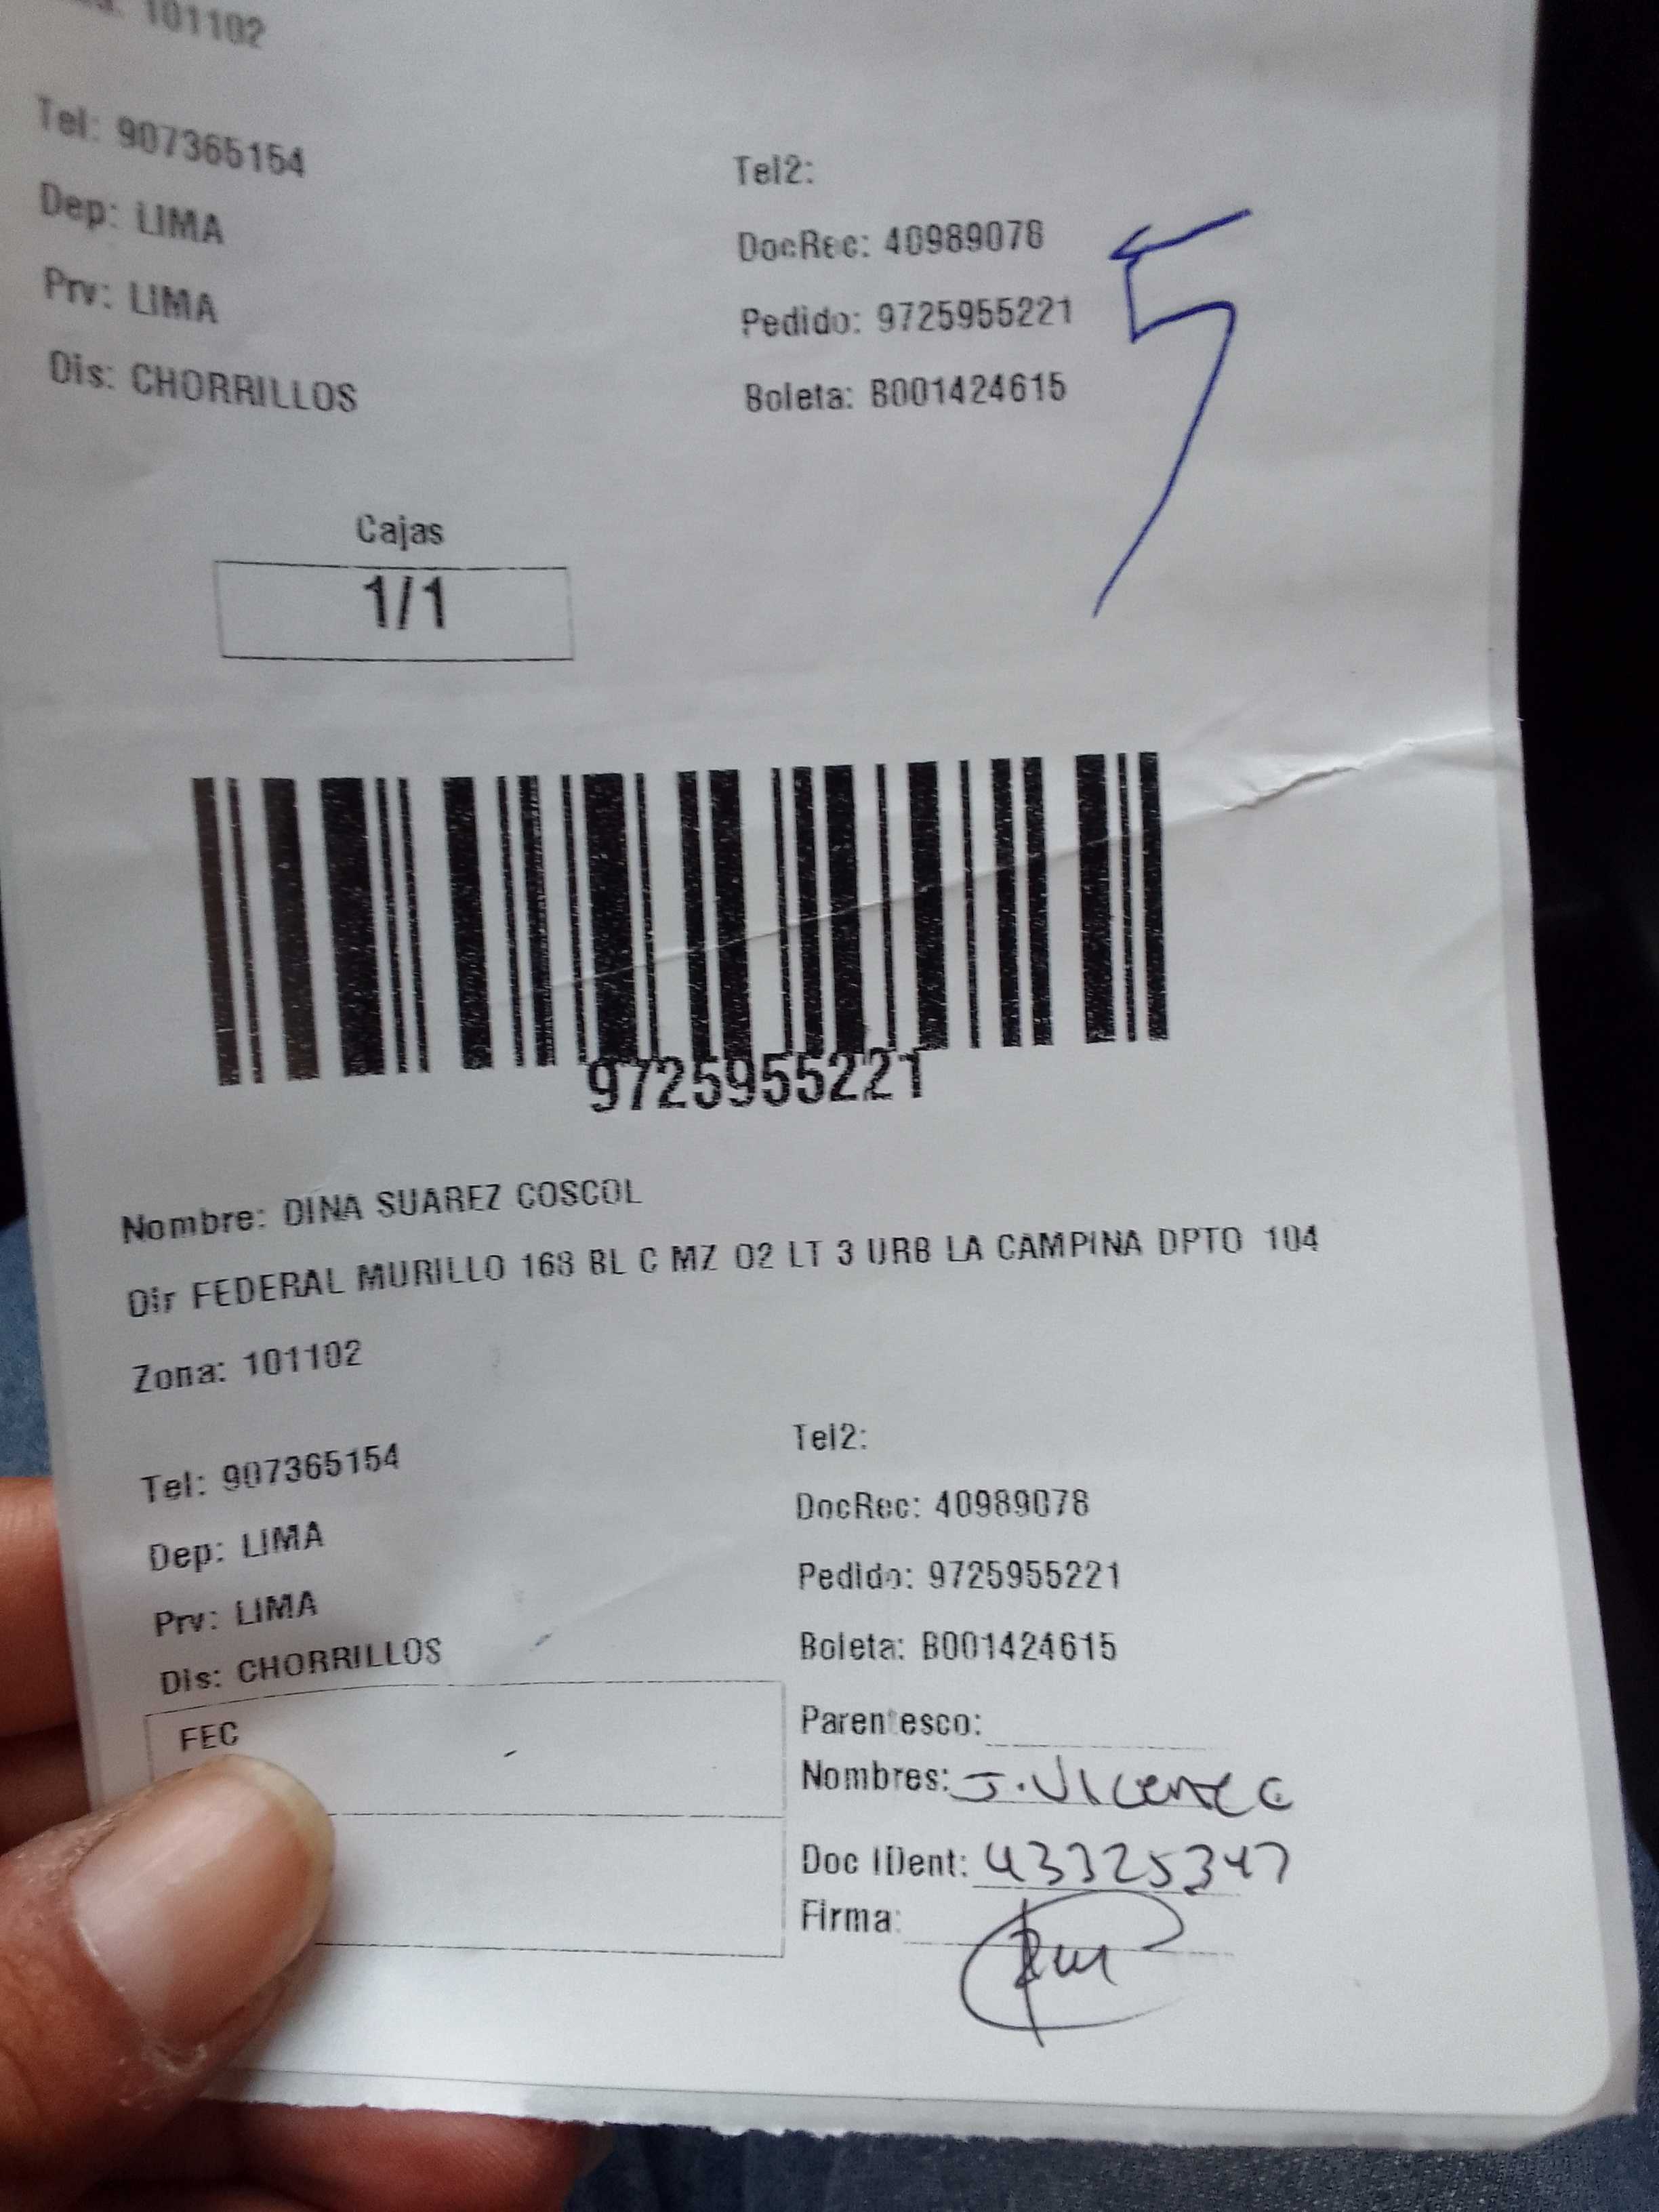 101102
Tel: 907365154
Tel2:
Dep: LIMA
DocRec: 40989078
Prv: LIMA
Pedido: 9725955221
Dis: CHORRILLOS
Boleta: B001424615
5
Cajas
1/1
9725955221
Nombre: DINA SUAREZ COSCOL
Dir FEDERAL MURILLO 168 BL C MZ O2 LT 3 URB LA CAMPINA DPTO 104
Zona: 101102
Tel: 907365154
Tel2:
Dep: LIMA
DocRec: 40989078
Prv: LIMA
Pedido: 9725955221
Dis: CHORRILLOS
Boleta: B001424615
FEC
Parentesco:
Nombres: J. Vicente C
Doc IDent: 43325347
Firma: